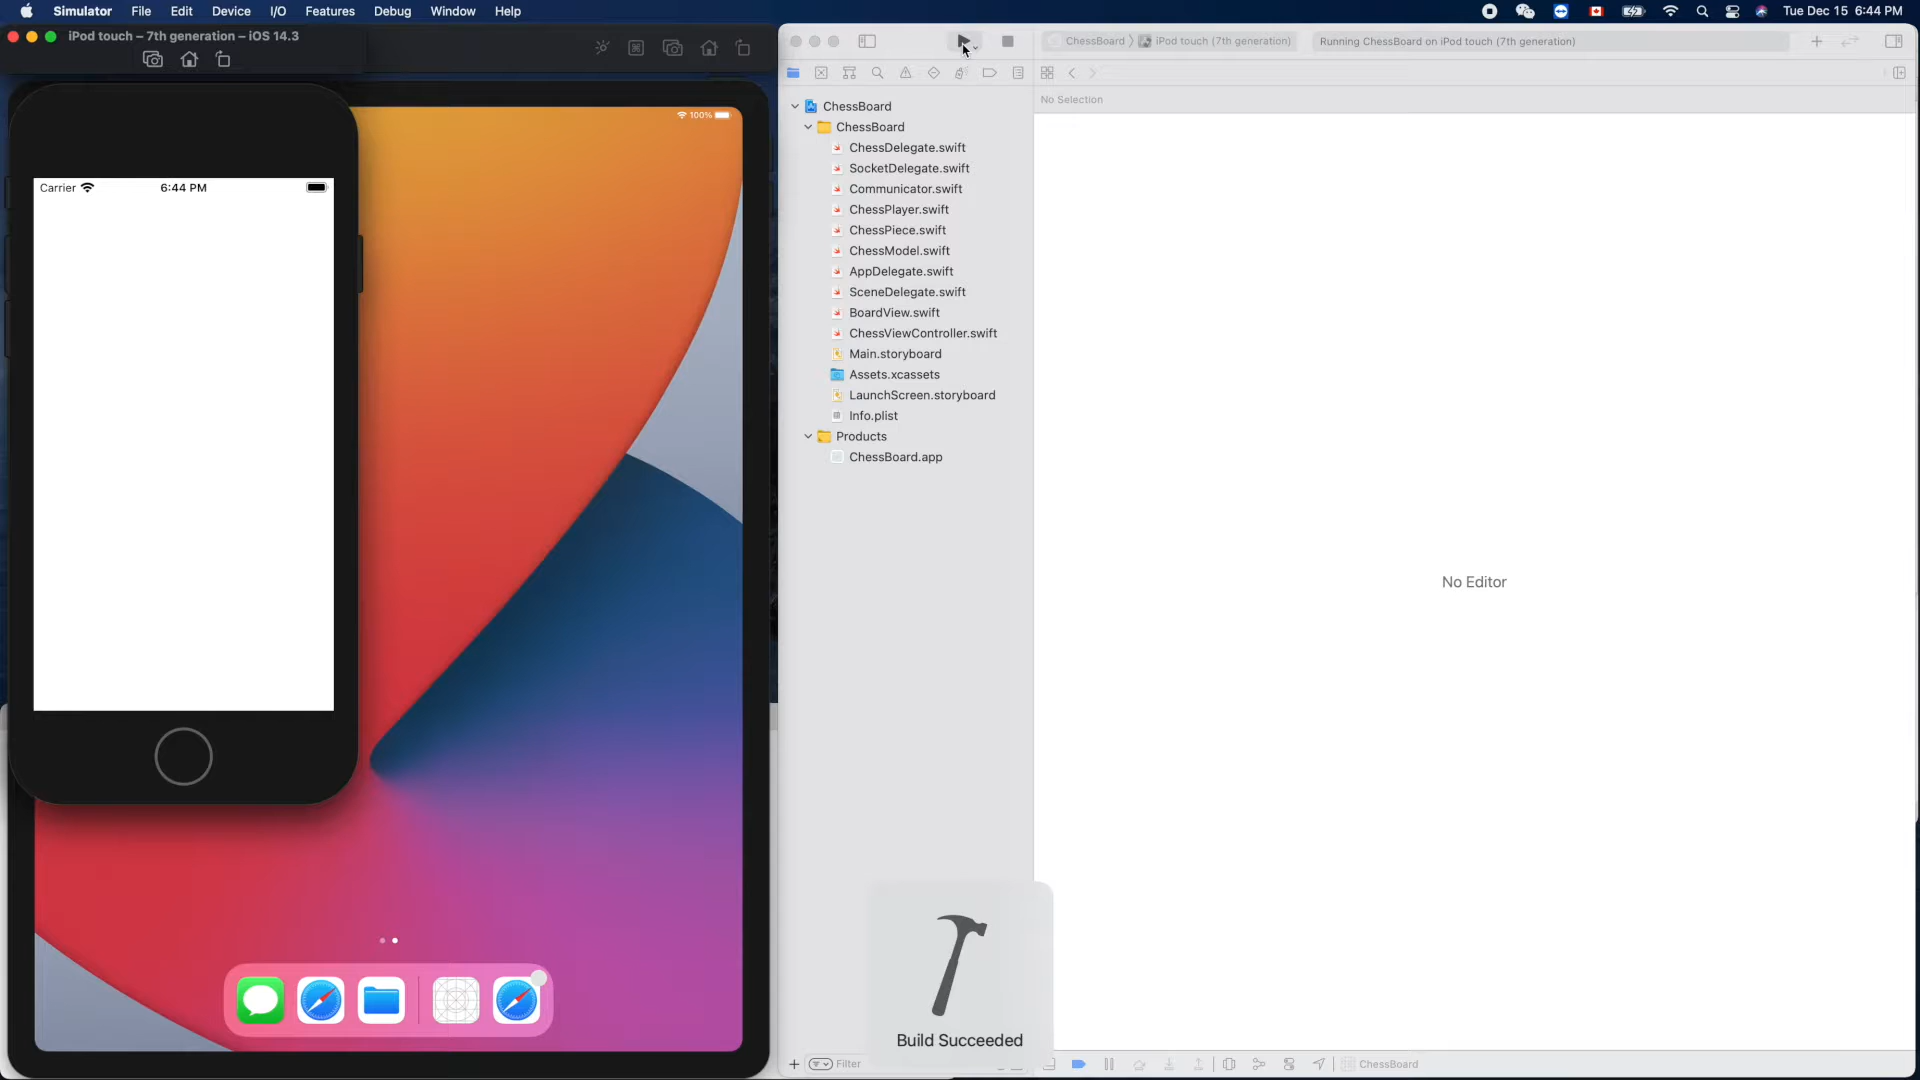 Simulator File Edit Device I/O Features Debug Window Help
Tue Dec 15 6:44 PM
iPod touch – 7th generation – iOS 14.3
ChessBoard
iPod touch (7th generation)
Running ChessBoard on iPod touch (7th generation)
No Selection
100%
Carrier
6:44 PM
ChessBoard
ChessBoard
ChessDelegate.swift
SocketDelegate.swift
Communicator.swift
ChessPlayer.swift
ChessPiece.swift
ChessModel.swift
AppDelegate.swift
SceneDelegate.swift
BoardView.swift
ChessViewController.swift
Main.storyboard
Assets.xcassets
LaunchScreen.storyboard
Info.plist
Products
ChessBoard.app
No Editor
Build Succeeded
Filter
ChessBoard